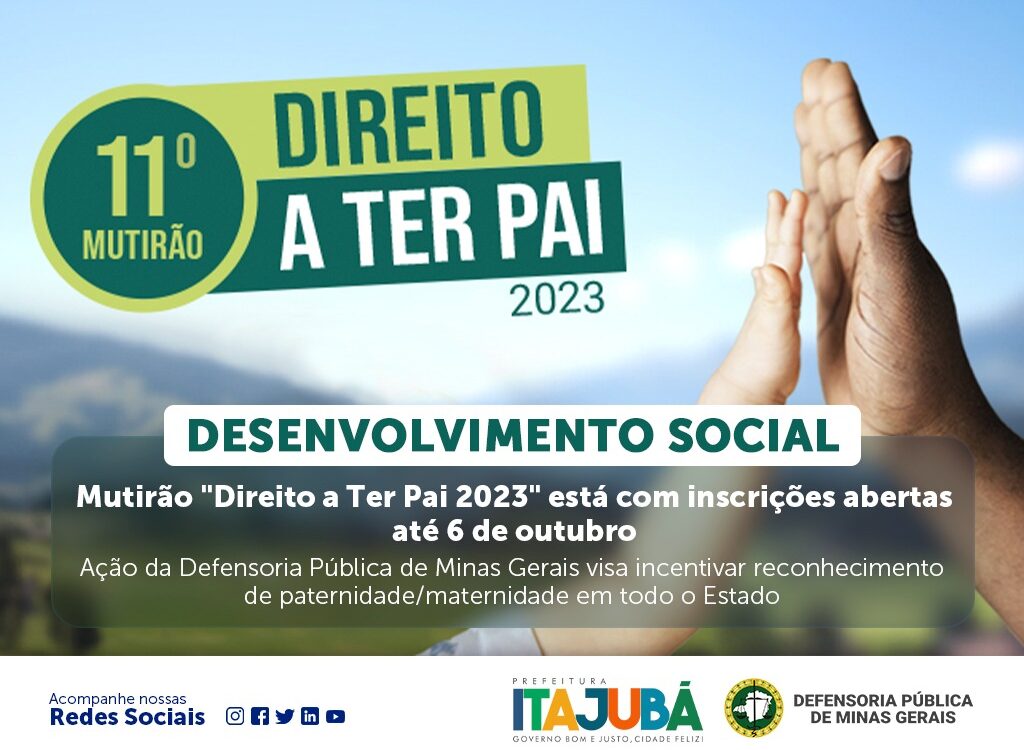 11º
MUTIRÃO
DIREITO
A TER PAI
2023
DESENVOLVIMENTO SOCIAL
Mutirão "Direito a Ter Pai 2023" está com inscrições abertas
até 6 de outubro
Ação da Defensoria Pública de Minas Gerais visa incentivar reconhecimento
de paternidade/maternidade em todo o Estado
Acompanhe nossas
Redes Sociais
PREFEITURA
ITAJUBÁ
GOVERNO BOM E JUSTO, CIDADE FELIZ!
DEFENSORIA PÚBLICA
DE MINAS GERAIS